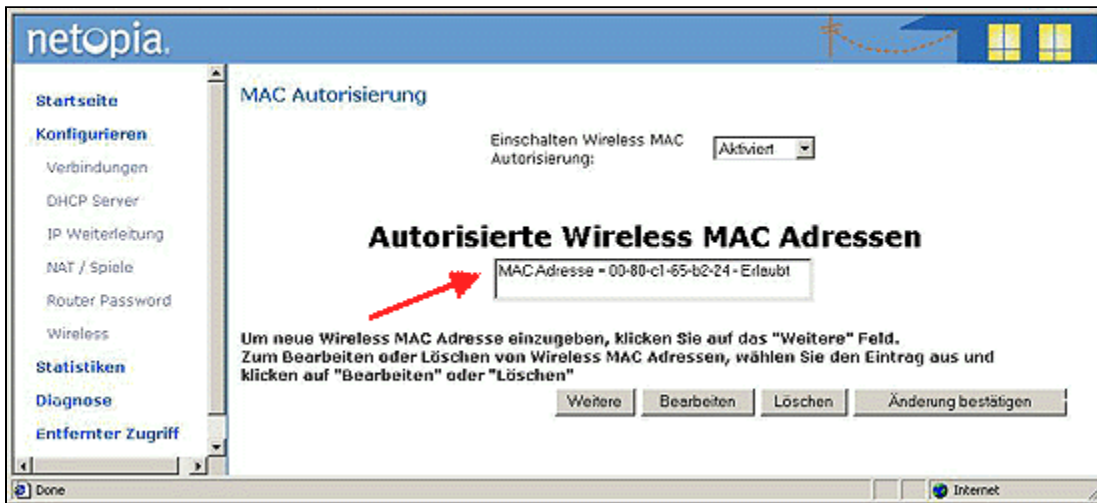 netopia.
Startseite
Konfigurieren
Verbindungen
DHCP Server
IP Weiterleitung
NAT / Spiele
Router Password
Wireless
Statistiken
Diagnose
Entfernter Zugriff
MAC Autorisierung
Einschalten Wireless MAC
Autorisierung:
Aktiviert
Autorisierte Wireless MAC Adressen
MAC Adresse = 00-80-c1-65-b2-24 - Erlaubt
Um neue Wireless MAC Adresse einzugeben, klicken Sie auf das "Weitere" Feld.
Zum Bearbeiten oder Löschen von Wireless MAC Adressen, wählen Sie den Eintrag aus und
klicken auf "Bearbeiten" oder "Löschen"
Weitere Bearbeiten Löschen Änderung bestätigen
Done Internet